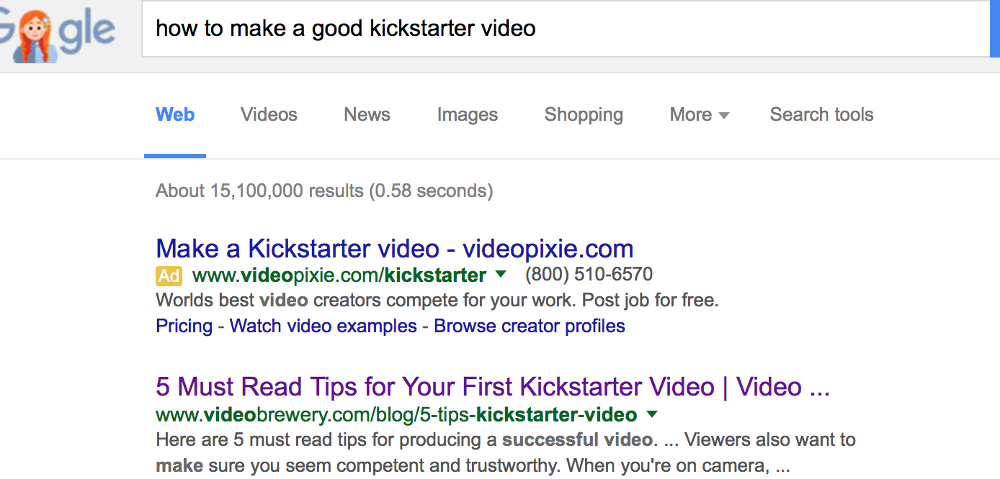 Google
how to make a good kickstarter video
Web Videos News Images Shopping More Search tools
About 15,100,000 results (0.58 seconds)
Make a Kickstarter video - videopixie.com
Ad www.videopixie.com/kickstarter (800) 510-6570
Worlds best video creators compete for your work. Post job for free.
Pricing - Watch video examples - Browse creator profiles
5 Must Read Tips for Your First Kickstarter Video | Video ...
www.videobrewery.com/blog/5-tips-kickstarter-video
Here are 5 must read tips for producing a successful video. ... Viewers also want to
make sure you seem competent and trustworthy. When you're on camera, ...